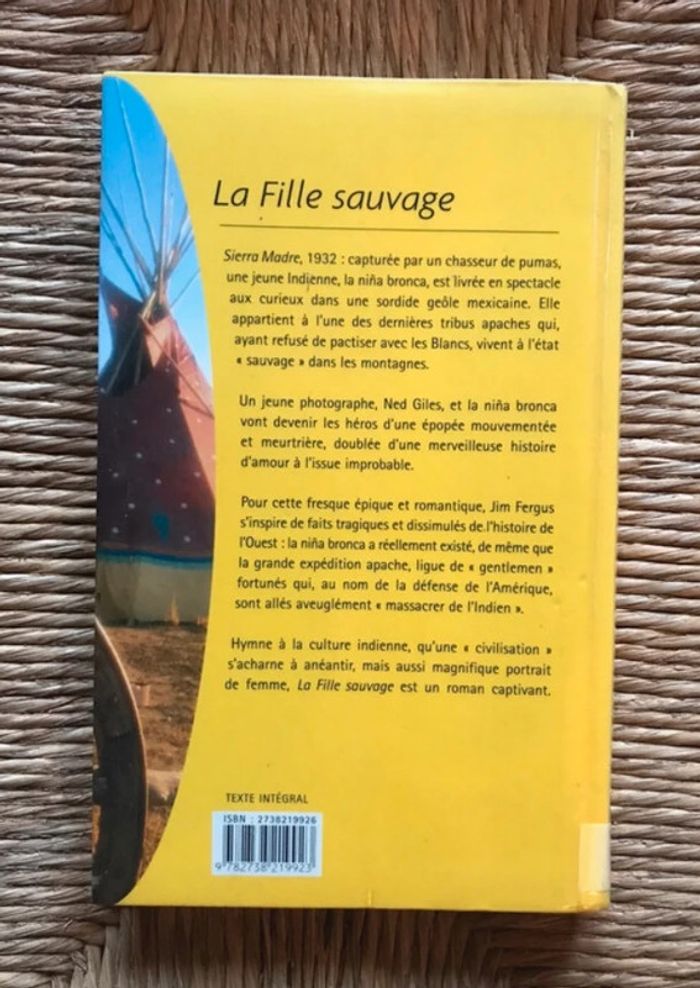 La Fille sauvage
Sierra Madre, 1932 : capturée par un chasseur de pumas,
une jeune Indienne, la niña bronca, est livrée en spectacle
aux curieux dans une sordide geôle mexicaine. Elle
appartient à l'une des dernières tribus apaches qui,
ayant refusé de pactiser avec les Blancs, vivent à l'état
« sauvage » dans les montagnes.
Un jeune photographe, Ned Giles, et la niña bronca
vont devenir les héros d'une épopée mouvementée
et meurtrière, doublée d'une merveilleuse histoire
d'amour à l'issue improbable.
Pour cette fresque épique et romantique, Jim Fergus
s'inspire de faits tragiques et dissimulés de l'histoire de
l'Ouest : la niña bronca a réellement existé, de même que
la grande expédition apache, ligue de « gentlemen »
fortunés qui, au nom de la défense de l'Amérique,
sont allés aveuglément « massacrer de l'Indien ».
Hymne à la culture indienne, qu'une « civilisation »
s'acharne à anéantir, mais aussi magnifique portrait
de femme, La Fille sauvage est un roman captivant.
TEXTE INTÉGRAL
ISBN : 2738219926
9 782738 219923